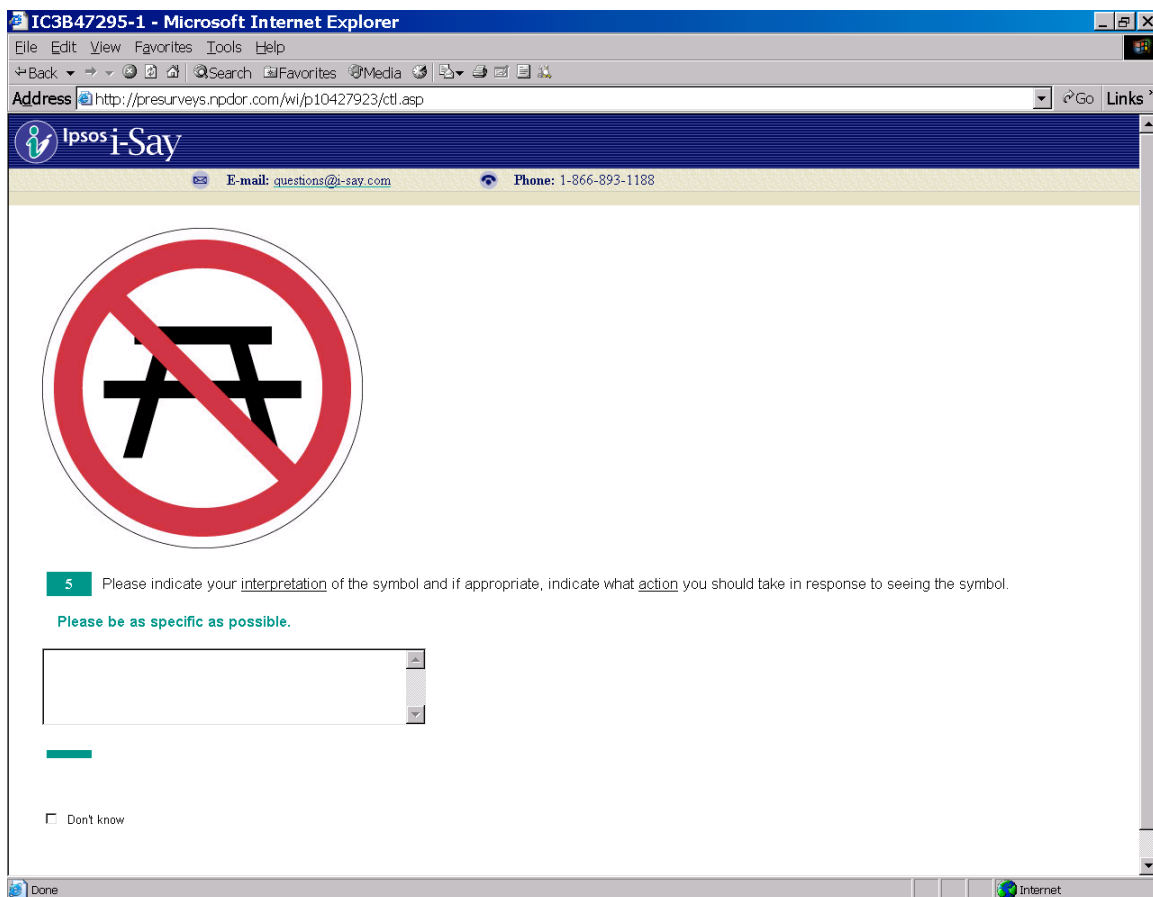 IC3B47295-1 - Microsoft Internet Explorer
File Edit View Favorites Tools Help
Back Search Favorites Media
Address http://presurveys.npdor.com/wi/p10427923/ctl.asp Go Links
Ipsos i-Say
E-mail: questions@i-say.com Phone: 1-866-893-1188
5 Please indicate your interpretation of the symbol and if appropriate, indicate what action you should take in response to seeing the symbol.
Please be as specific as possible.
Don't know
Done Internet